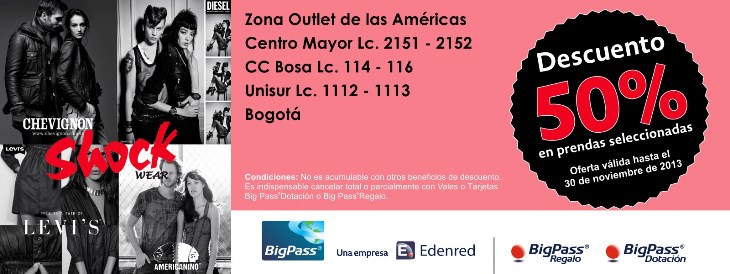 DIESEL
CHEVIGNON
www.chevignon
Shock
WEAR
Levi's
LEVI'S
AMERICANINO
Zona Outlet de las Américas
Centro Mayor Lc. 2151 - 2152
CC Bosa Lc. 114 - 116
Unisur Lc. 1112 - 1113
Bogotá
Condiciones: No es acumulable con otros beneficios de descuento.
Es indispensable cancelar total o parcialmente con Vales o Tarjetas
Big Pass®Dotación o Big Pass®Regalo.
Descuento
50%
en prendas seleccionadas
Oferta válida hasta el
30 de noviembre de 2013
BigPass®
Una empresa
Edenred
BigPass®
Regalo
BigPass®
Dotación